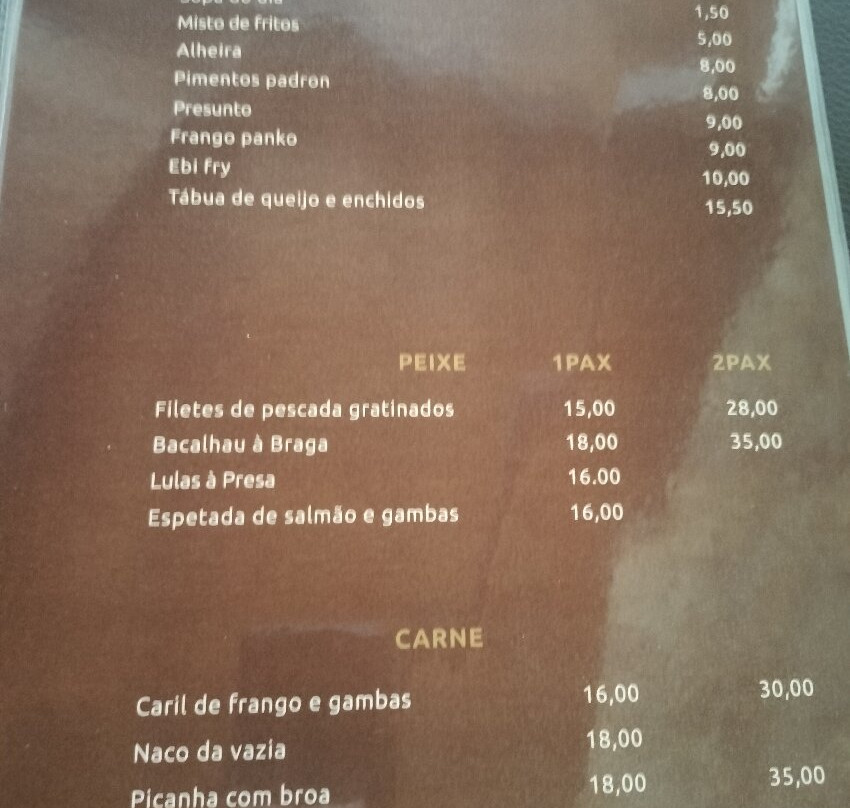 Sopa do dia 1,50
Misto de fritos 5,00
Alheira 8,00
Pimentos padron 8,00
Presunto 9,00
Frango panko 9,00
Ebi fry 10,00
Tábua de queijo e enchidos 15,50
PEIXE 1PAX 2PAX
Filetes de pescada gratinados 15,00 28,00
Bacalhau à Braga 18,00 35,00
Lulas à Presa 16.00
Espetada de salmão e gambas 16,00
CARNE
Caril de frango e gambas 16,00 30,00
Naco da vazia 18,00
Picanha com broa 18,00 35,00